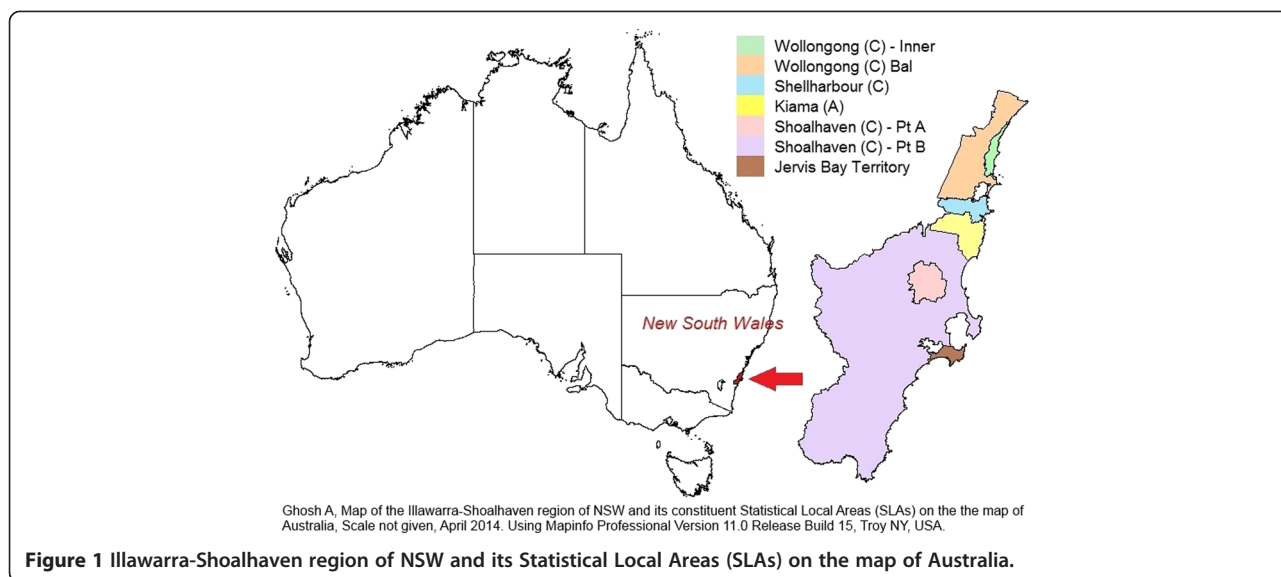 Wollongong (C) - Inner
Wollongong (C) Bal
Shellharbour (C)
Kiama (A)
Shoalhaven (C) - Pt A
Shoalhaven (C) - Pt B
Jervis Bay Territory
New South Wales
Ghosh A, Map of the Illawarra-Shoalhaven region of NSW and its constituent Statistical Local Areas (SLAs) on the the map of
Australia, Scale not given, April 2014. Using Mapinfo Professional Version 11.0 Release Build 15, Troy NY, USA.
Figure 1 Illawarra-Shoalhaven region of NSW and its Statistical Local Areas (SLAs) on the map of Australia.